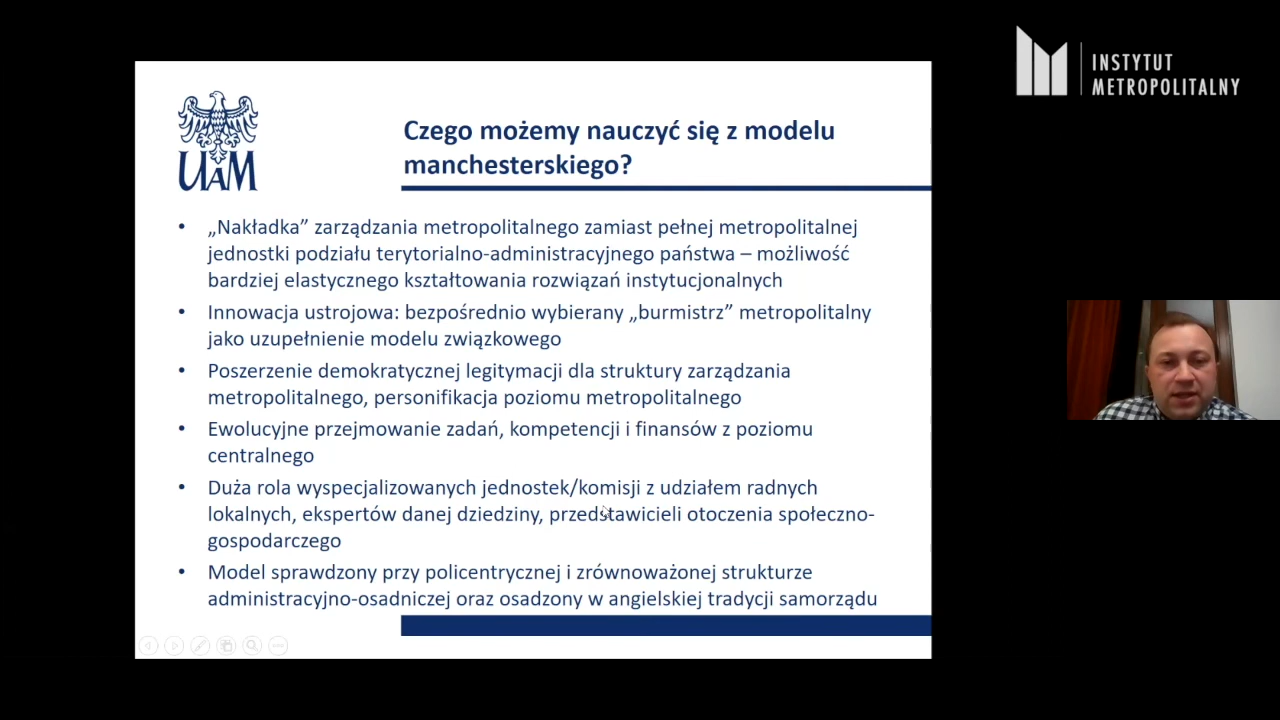 INSTYTUT
METROPOLITALNY
UAM
Czego możemy nauczyć się z modelu
manchesterskiego?
• „Nakładka” zarządzania metropolitalnego zamiast pełnej metropolitalnej
jednostki podziału terytorialno-administracyjnego państwa – możliwość
bardziej elastycznego kształtowania rozwiązań instytucjonalnych
• Innowacja ustrojowa: bezpośrednio wybierany „burmistrz” metropolitalny
jako uzupełnienie modelu związkowego
• Poszerzenie demokratycznej legitymacji dla struktury zarządzania
metropolitalnego, personifikacja poziomu metropolitalnego
• Ewolucyjne przejmowanie zadań, kompetencji i finansów z poziomu
centralnego
• Duża rola wyspecjalizowanych jednostek/komisji z udziałem radnych
lokalnych, ekspertów danej dziedziny, przedstawicieli otoczenia społeczno-
gospodarczego
• Model sprawdzony przy policentrycznej i zrównoważonej strukturze
administracyjno-osadniczej oraz osadzony w angielskiej tradycji samorządu